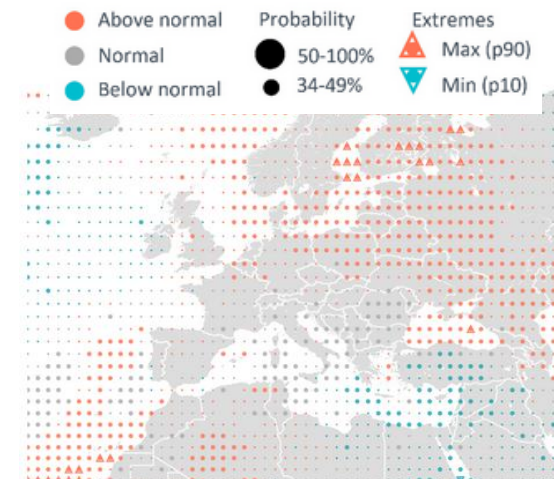 Above normal
Normal
Below normal
Probability
50-100%
34-49%
Extremes
Max (p90)
Min (p10)